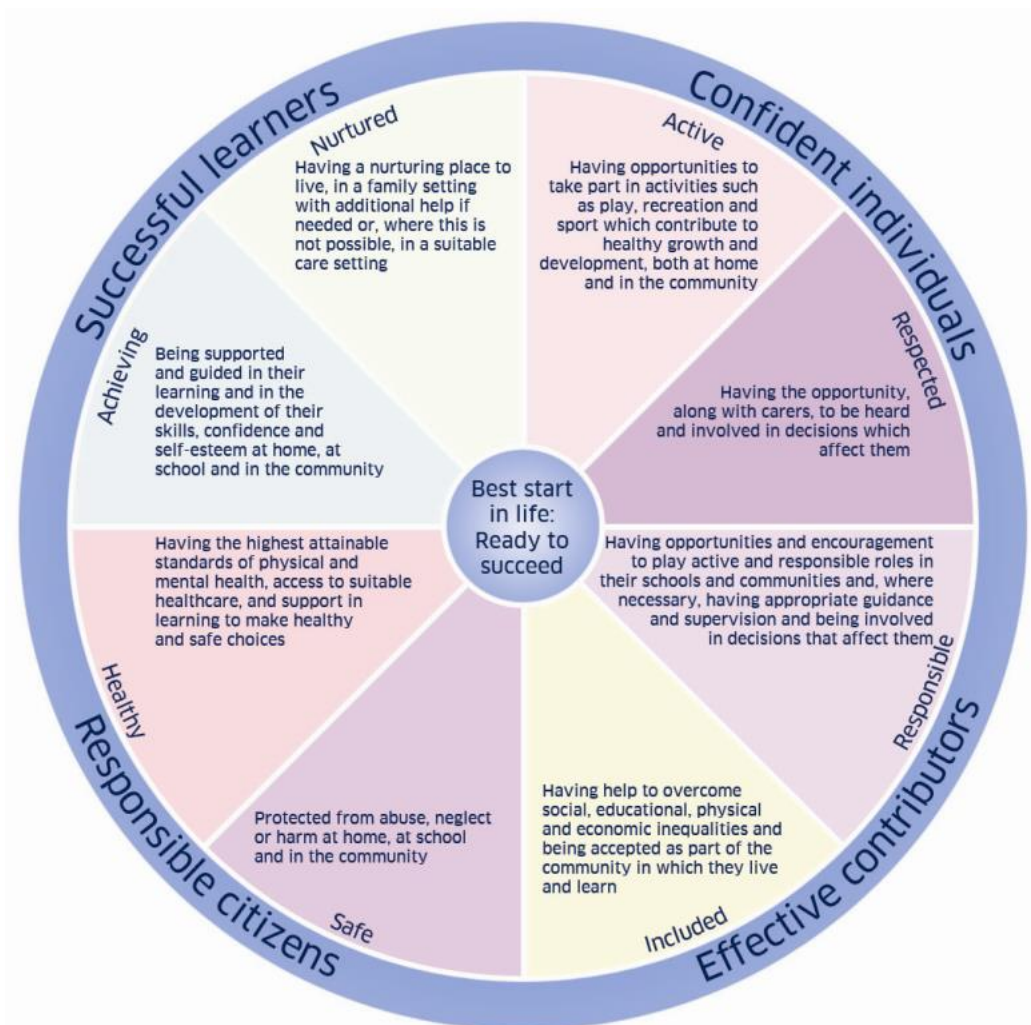 Successful learners
Confident individuals
Nurtured
Having a nurturing place to
live, in a family setting
with additional help if
needed or, where this is
not possible, in a suitable
care setting
Active
Having opportunities to
take part in activities such
as play, recreation and
sport which contribute to
healthy growth and
development, both at home
and in the community
Achieving
Being supported
and guided in their
learning and in the
development of their
skills, confidence and
self-esteem at home, at
school and in the community
Respected
Having the opportunity,
along with carers, to be heard
and involved in decisions which
affect them
Best start
in life:
Ready to
succeed
Healthy
Having the highest attainable
standards of physical and
mental health, access to suitable
healthcare, and support in
learning to make healthy
and safe choices
Having opportunities and encouragement
to play active and responsible roles in
their schools and communities and, where
necessary, having appropriate guidance
and supervision and being involved
in decisions that affect them
Responsible
Protected from abuse, neglect
or harm at home, at school
and in the community
Safe
Having help to overcome
social, educational, physical
and economic inequalities and
being accepted as part of the
community in which they live
and learn
Included
Responsible citizens
Effective contributors